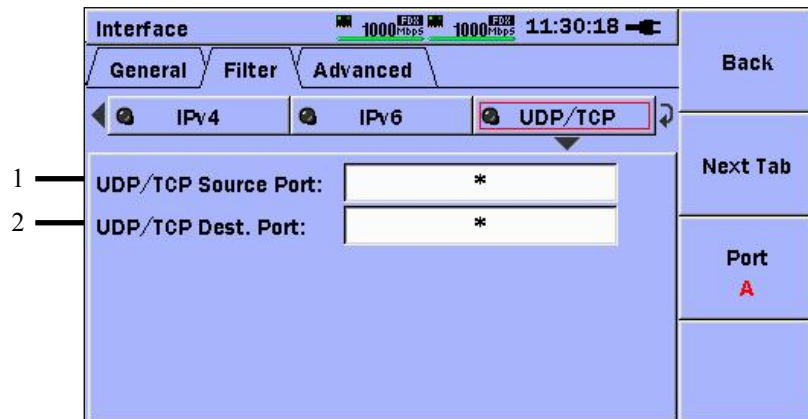 Interface 1000 FDX Mbps 1000 FDX Mbps 11:30:18
Back
General Filter Advanced
IPv4 IPv6 UDP/TCP
Next Tab
1 UDP/TCP Source Port: *
2 UDP/TCP Dest. Port: *
Port
A